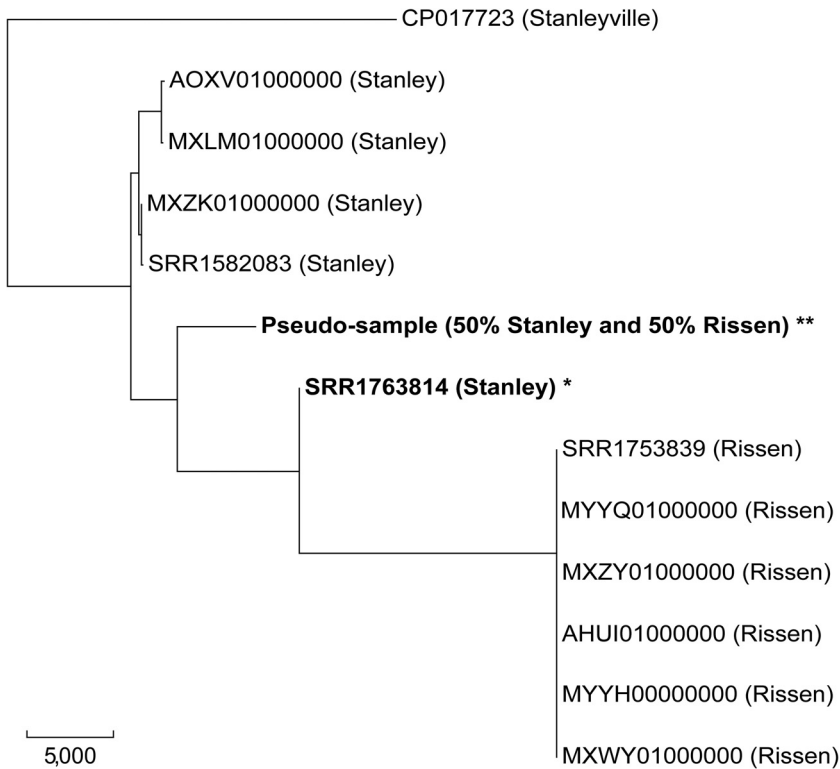 CP017723 (Stanleyville)
AOXV01000000 (Stanley)
MXLM01000000 (Stanley)
MXZK01000000 (Stanley)
SRR1582083 (Stanley)
Pseudo-sample (50% Stanley and 50% Rissen) **
SRR1763814 (Stanley) *
SRR1753839 (Rissen)
MYYQ01000000 (Rissen)
MXZY01000000 (Rissen)
AHUI01000000 (Rissen)
MYYH00000000 (Rissen)
MXWY01000000 (Rissen)
5,000